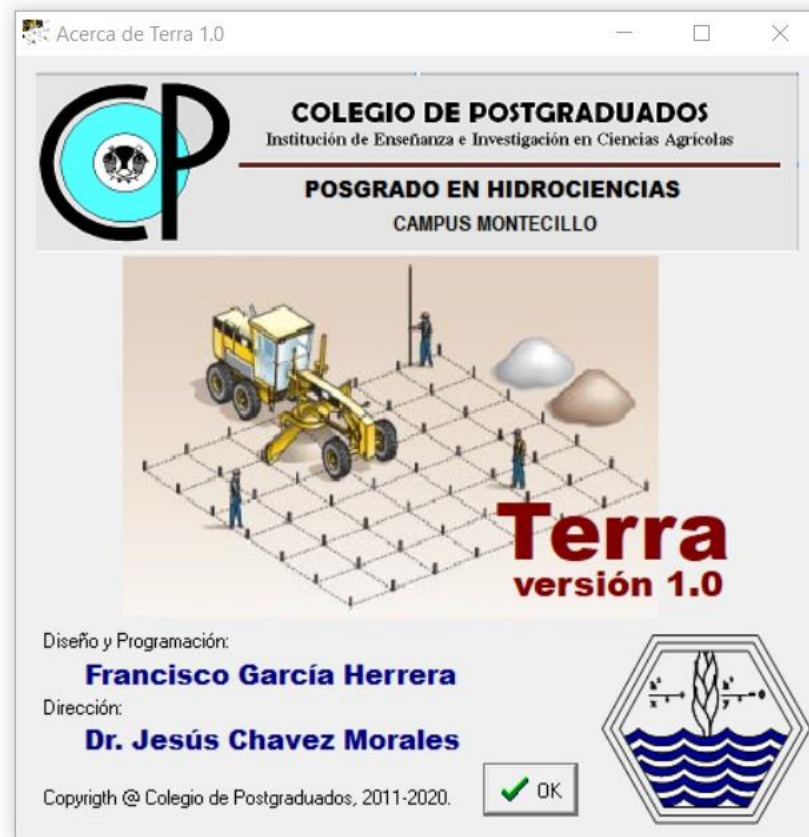 Acerca de Terra 1.0
CP
COLEGIO DE POSTGRADUADOS
Institución de Enseñanza e Investigación en Ciencias Agrícolas
POSGRADO EN HIDROCIENCIAS
CAMPUS MONTECILLO
Terra
versión 1.0
Diseño y Programación:
Francisco García Herrera
Dirección:
Dr. Jesús Chavez Morales
OK
Copyrigth @ Colegio de Postgraduados, 2011-2020.